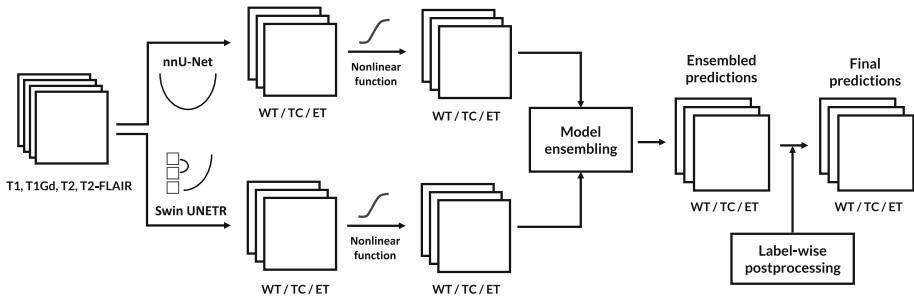 nnU-Net
T1, T1Gd, T2, T2-FLAIR
Swin UNETR
WT / TC / ET
Nonlinear
function
WT / TC / ET
WT / TC / ET
Nonlinear
function
WT / TC / ET
Model
ensembling
Ensembled
predictions
WT / TC / ET
Label-wise
postprocessing
Final
predictions
WT / TC / ET